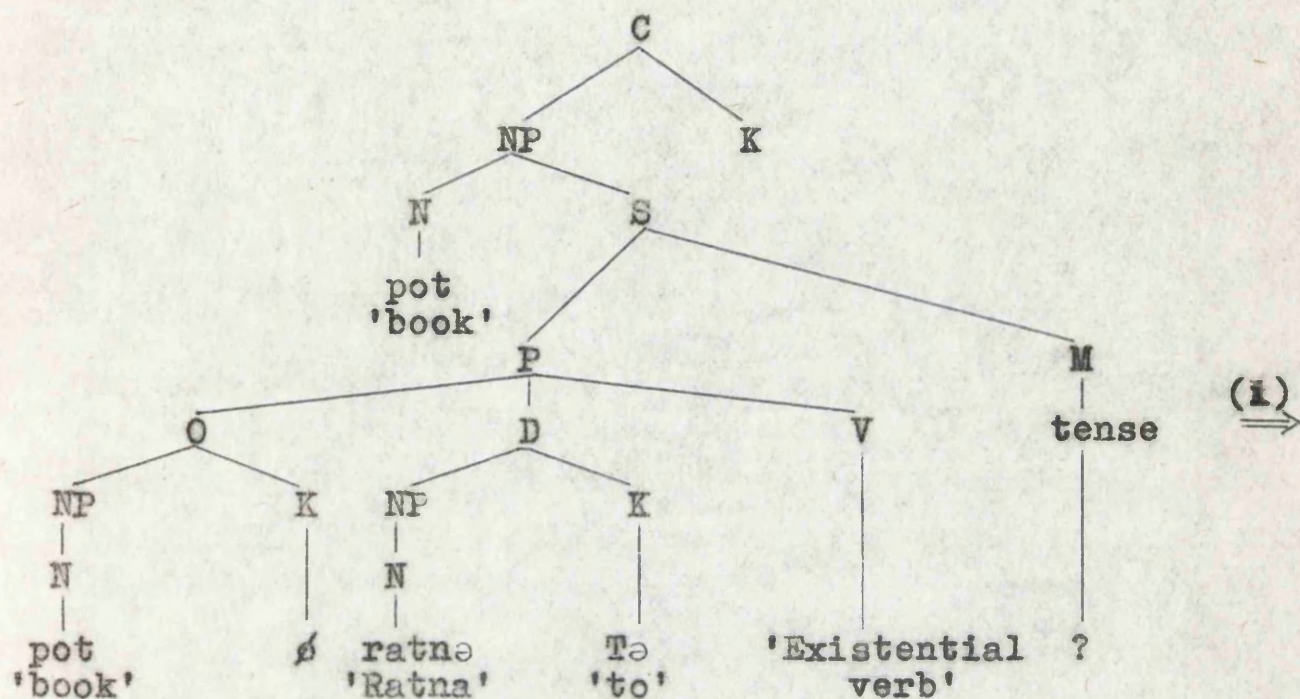 C
NP K
N S
pot
'book'
P M
(i)
O D V tense ⇒
NP K NP K
N N
pot ø ratnə Tə 'Existential ?
'book' 'Ratna' 'to' verb'